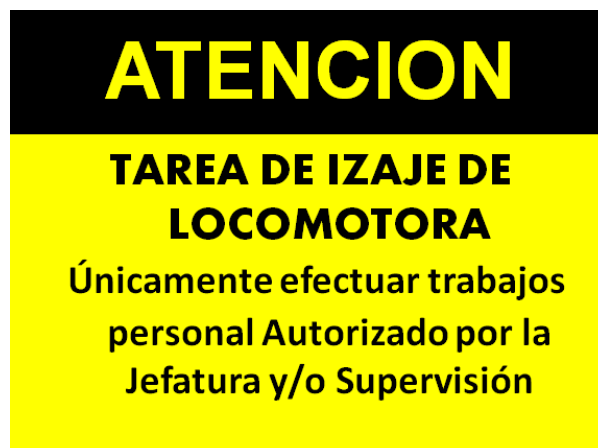 ATENCION
TAREA DE IZAJE DE
LOCOMOTORA
Únicamente efectuar trabajos
personal Autorizado por la
Jefatura y/o Supervisión